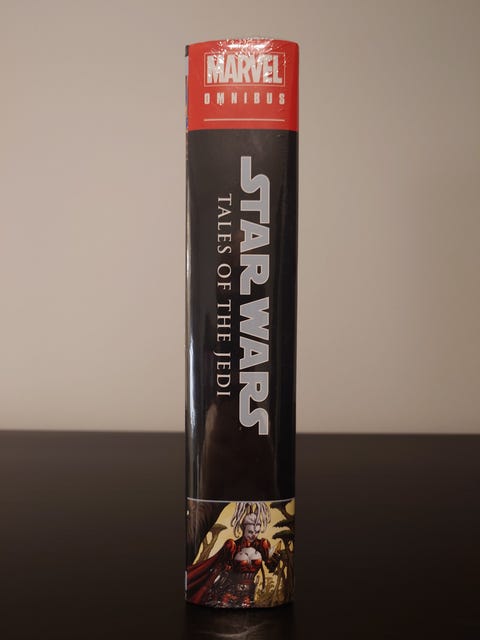 MARVEL
OMNIBUS
STAR WARS
TALES OF THE JEDI